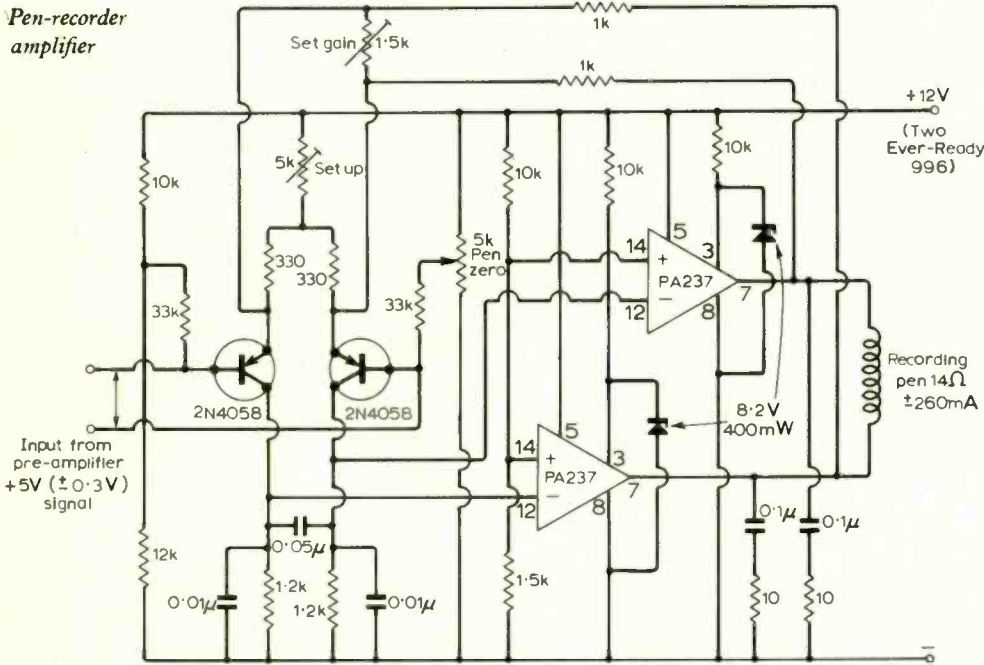 Pen-recorder
amplifier
1k
Set gain
1·5k
1k
+12V
(Two
Ever-Ready
996)
10k
5k
Set up
10k
10k
10k
330
330
5k
Pen
zero
33k
33k
14
+
5
3
PA237
12
−
8
7
2N4058
2N4058
Recording
pen 14Ω
±260mA
8·2V
400mW
Input from
pre-amplifier
+5V (±0·3V)
signal
14
+
5
3
PA237
12
−
8
7
0·05μ
0·1μ
0·1μ
12k
0·01μ
1·2k
1·2k
0·01μ
1·5k
10
10
−